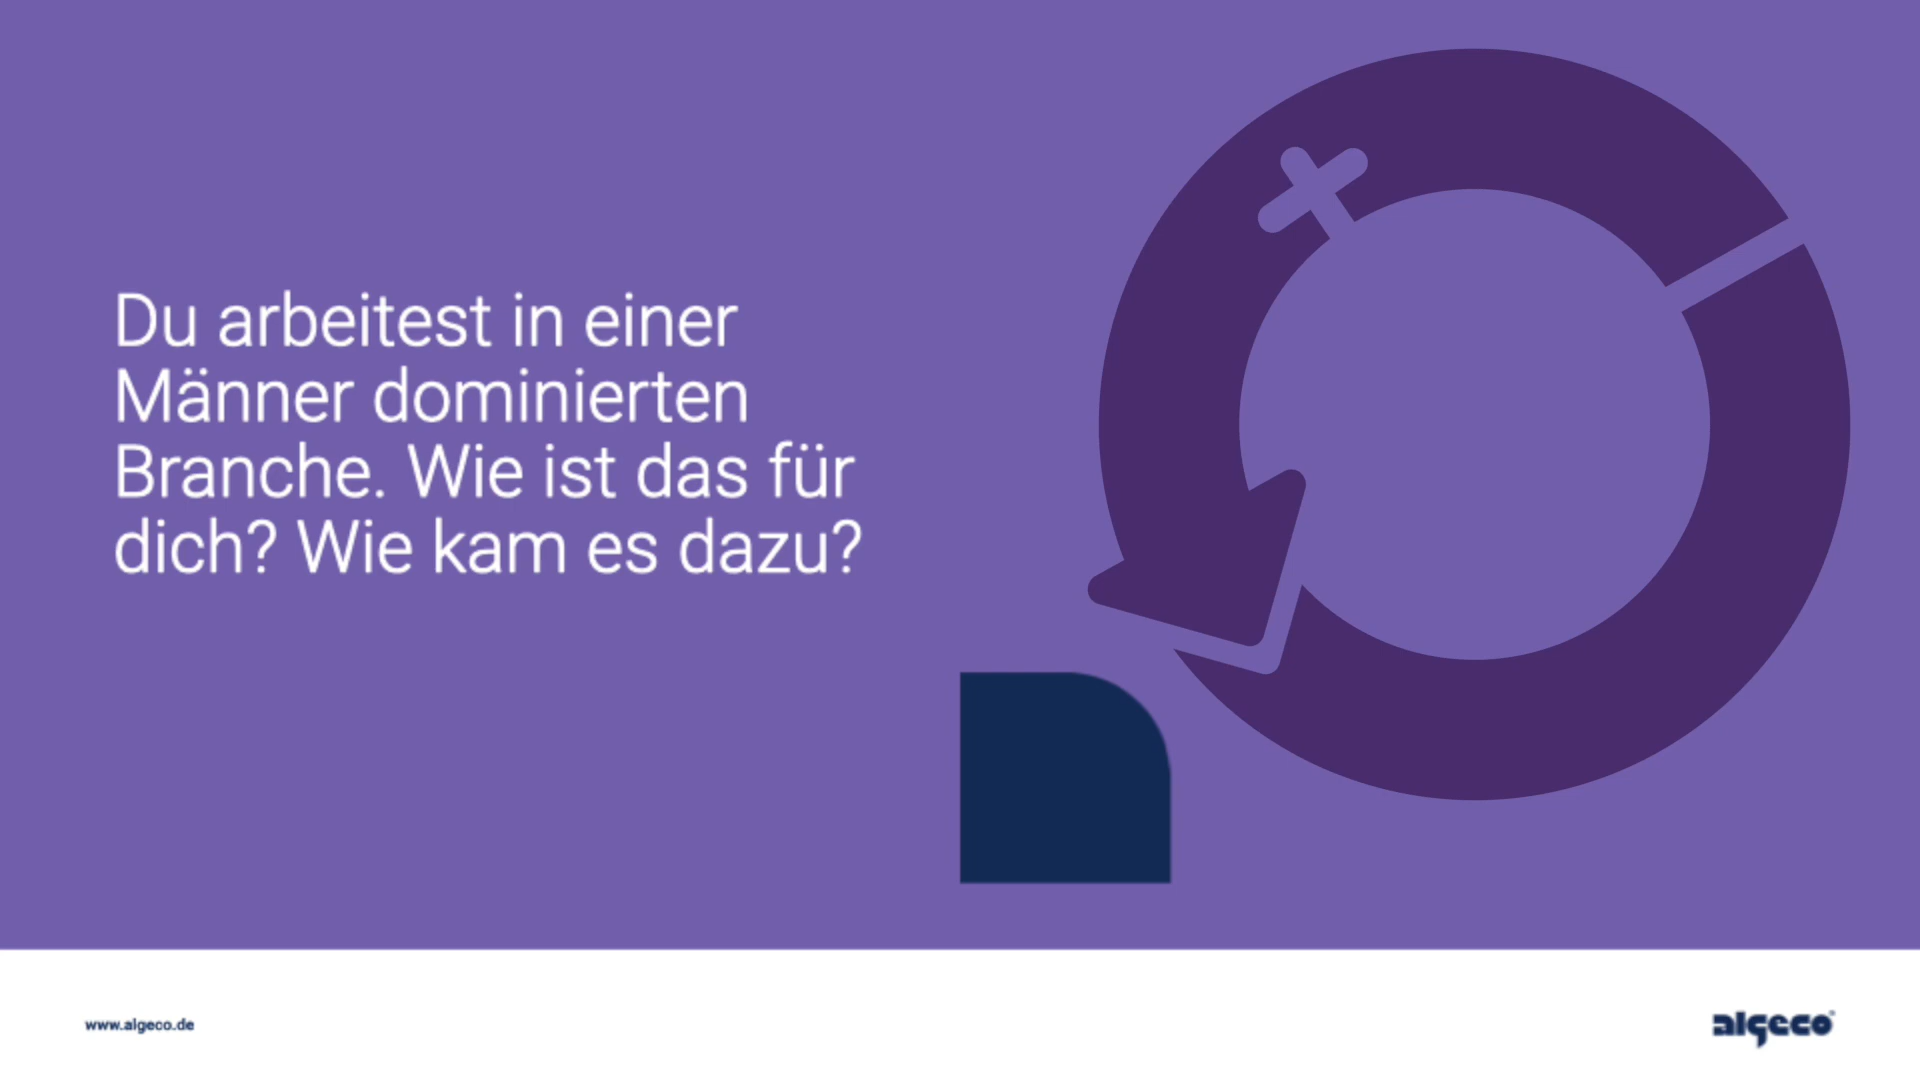 Du arbeitest in einer
Männer dominierten
Branche. Wie ist das für
dich? Wie kam es dazu?
www.algeco.de
algeco